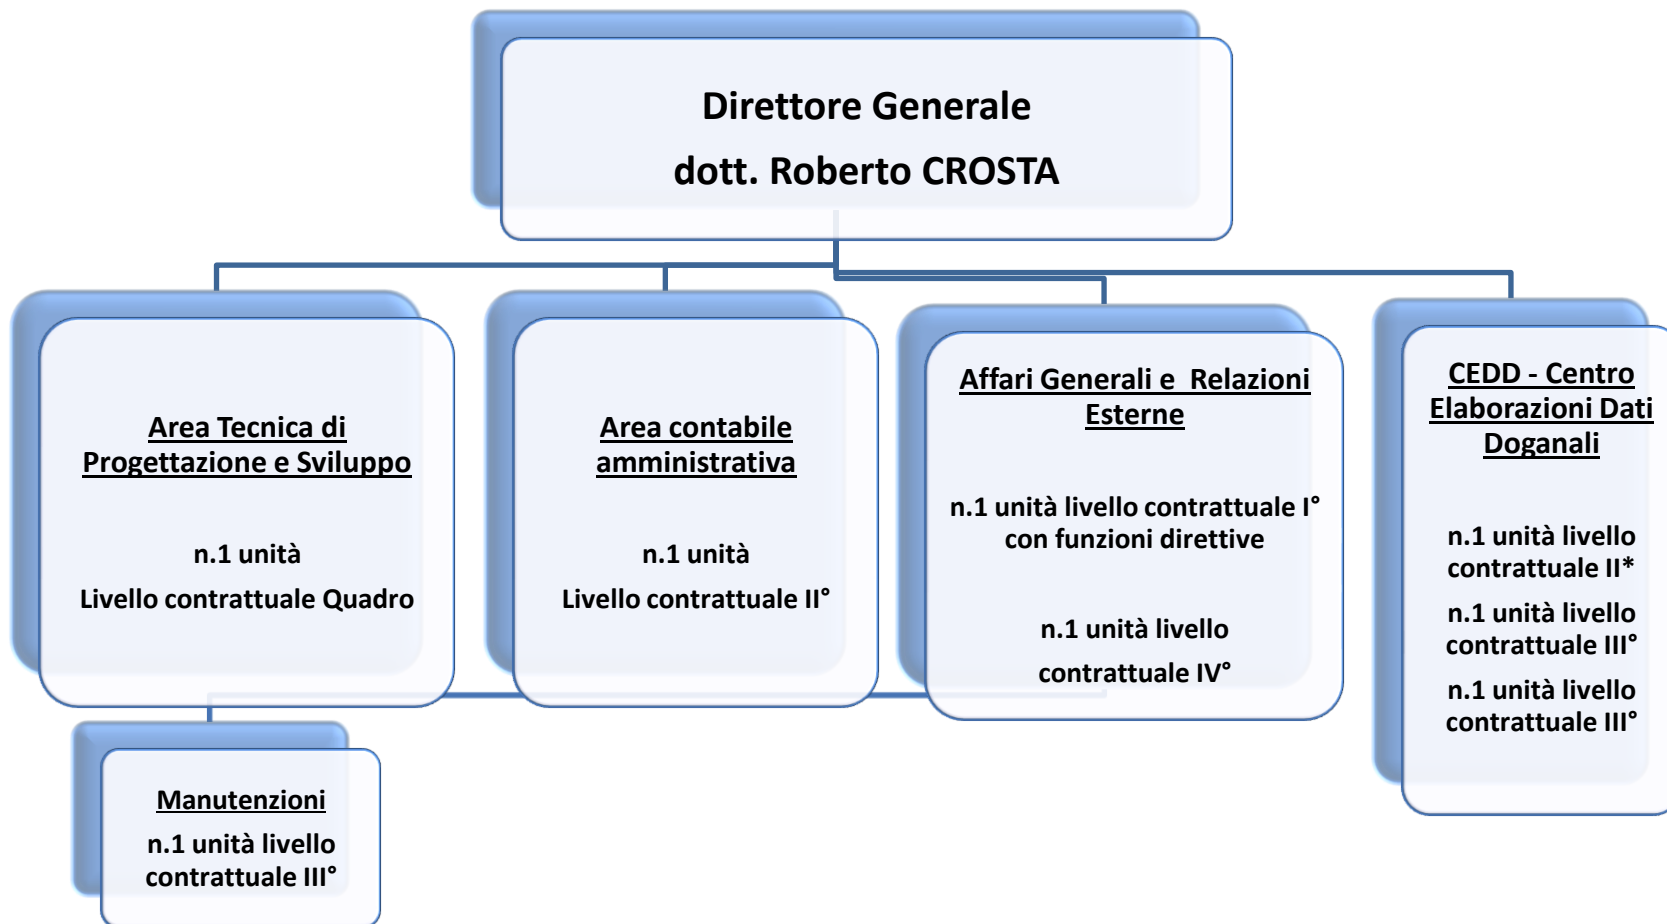 Direttore Generale
dott. Roberto CROSTA
Area Tecnica di
Progettazione e Sviluppo
n.1 unità
Livello contrattuale Quadro
Area contabile
amministrativa
n.1 unità
Livello contrattuale II°
Affari Generali e Relazioni
Esterne
n.1 unità livello contrattuale I°
con funzioni direttive
n.1 unità livello
contrattuale IV°
CEDD - Centro
Elaborazioni Dati
Doganali
n.1 unità livello
contrattuale II*
n.1 unità livello
contrattuale III°
n.1 unità livello
contrattuale III°
Manutenzioni
n.1 unità livello
contrattuale III°